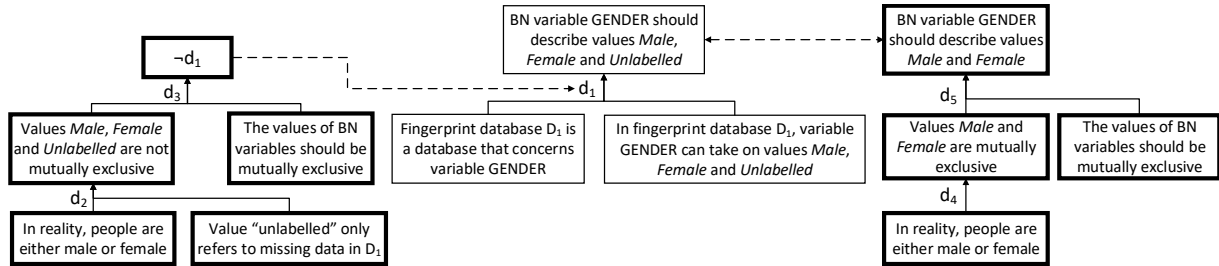 ¬d1
d3
Values Male, Female
and Unlabelled are not
mutually exclusive
The values of BN
variables should be
mutually exclusive
d2
In reality, people are
either male or female
Value “unlabelled” only
refers to missing data in D1
BN variable GENDER should
describe values Male,
Female and Unlabelled
d1
Fingerprint database D1 is
a database that concerns
variable GENDER
In fingerprint database D1, variable
GENDER can take on values Male,
Female and Unlabelled
BN variable GENDER
should describe values
Male and Female
d5
Values Male and
Female are mutually
exclusive
The values of BN
variables should be
mutually exclusive
d4
In reality, people are
either male or female